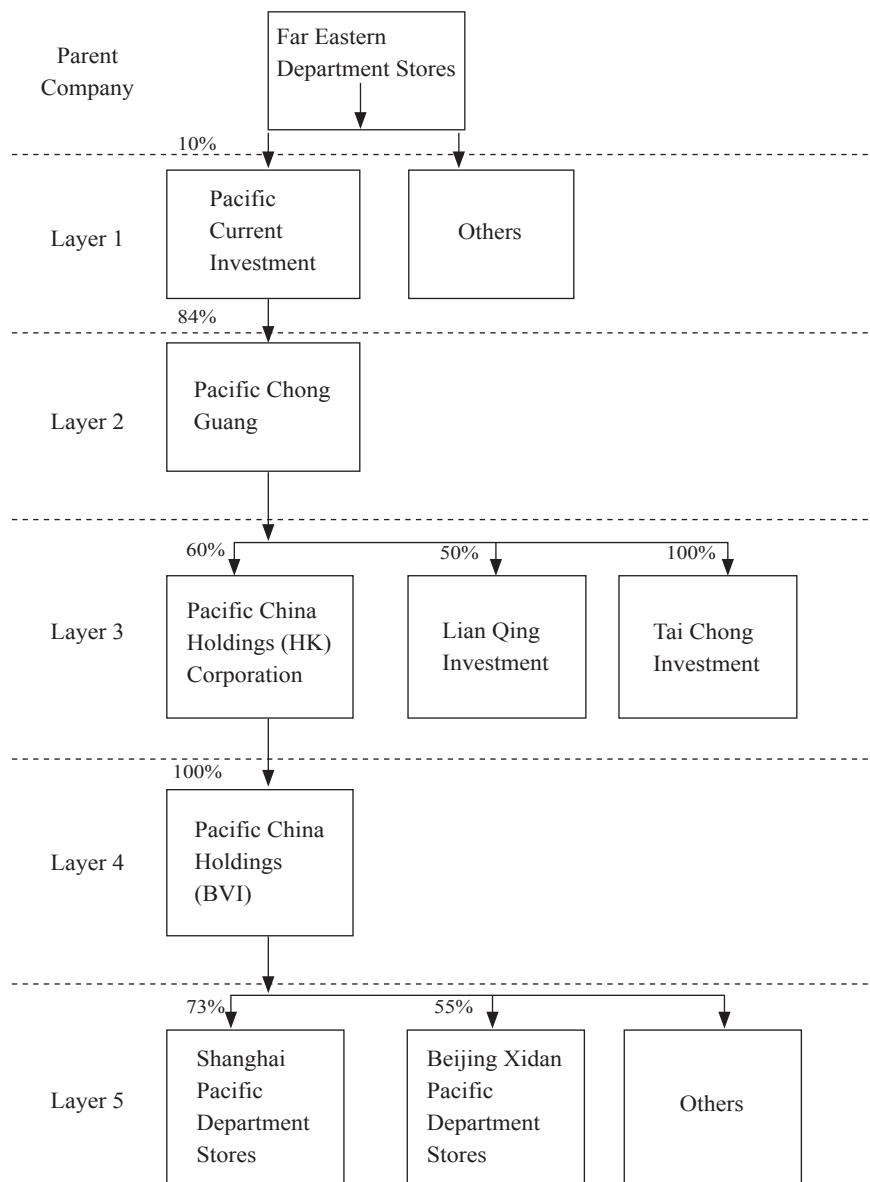 Parent
Company
Far Eastern
Department Stores
10%
Layer 1
Pacific
Current
Investment
Others
84%
Layer 2
Pacific Chong
Guang
60%
50%
100%
Layer 3
Pacific China
Holdings (HK)
Corporation
Lian Qing
Investment
Tai Chong
Investment
100%
Layer 4
Pacific China
Holdings
(BVI)
73%
55%
Layer 5
Shanghai
Pacific
Department
Stores
Beijing Xidan
Pacific
Department
Stores
Others